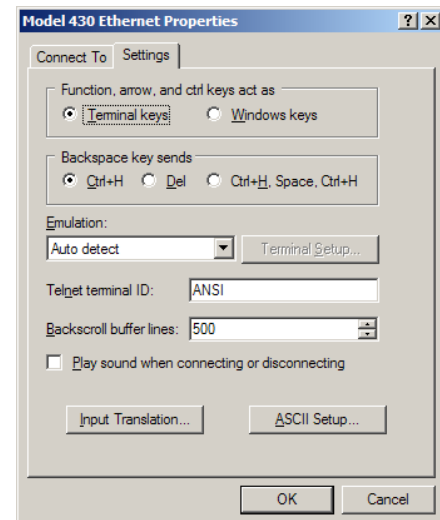 Model 430 Ethernet Properties
Connect To Settings
Function, arrow, and ctrl keys act as
Terminal keys Windows keys
Backspace key sends
Ctrl+H Del Ctrl+H, Space, Ctrl+H
Emulation:
Auto detect Terminal Setup...
Telnet terminal ID: ANSI
Backscroll buffer lines: 500
Play sound when connecting or disconnecting
Input Translation... ASCII Setup...
OK Cancel